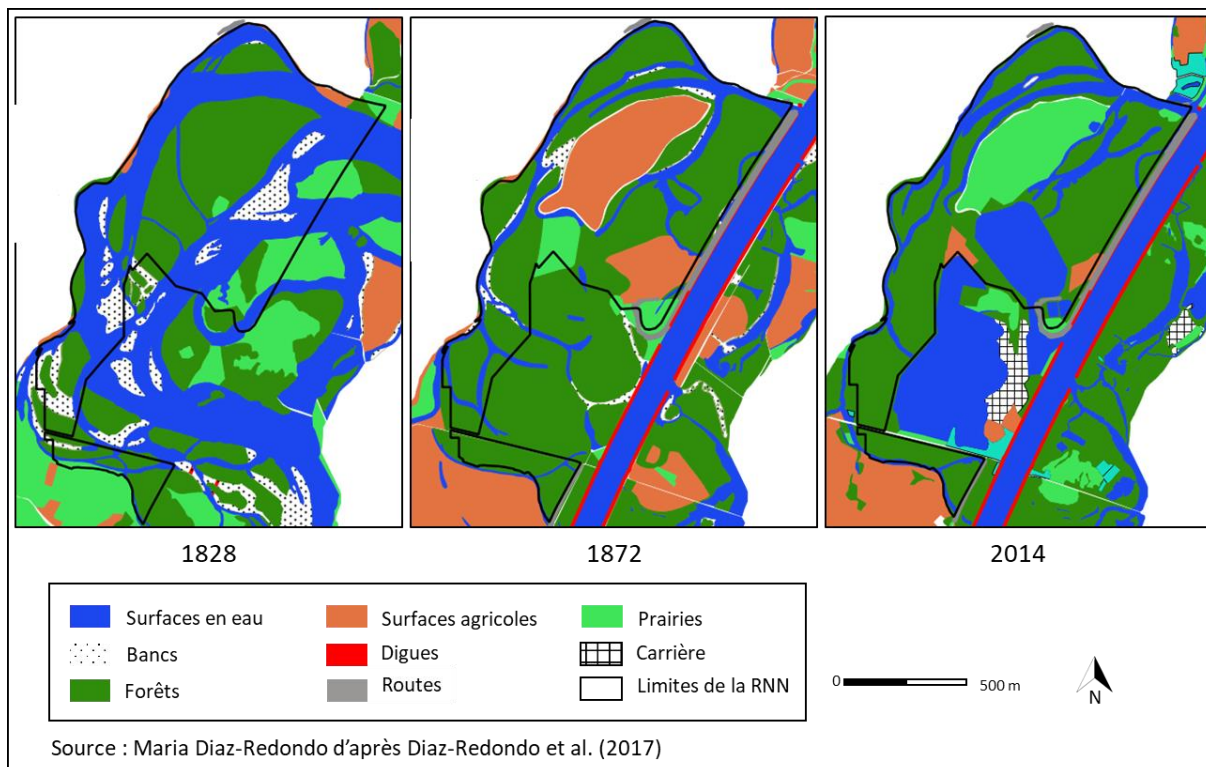 1828 1872 2014
Surfaces en eau Surfaces agricoles Prairies
Bancs Digues Carrière
Forêts Routes Limites de la RNN
0 500 m
N
Source : Maria Diaz-Redondo d’après Diaz-Redondo et al. (2017)